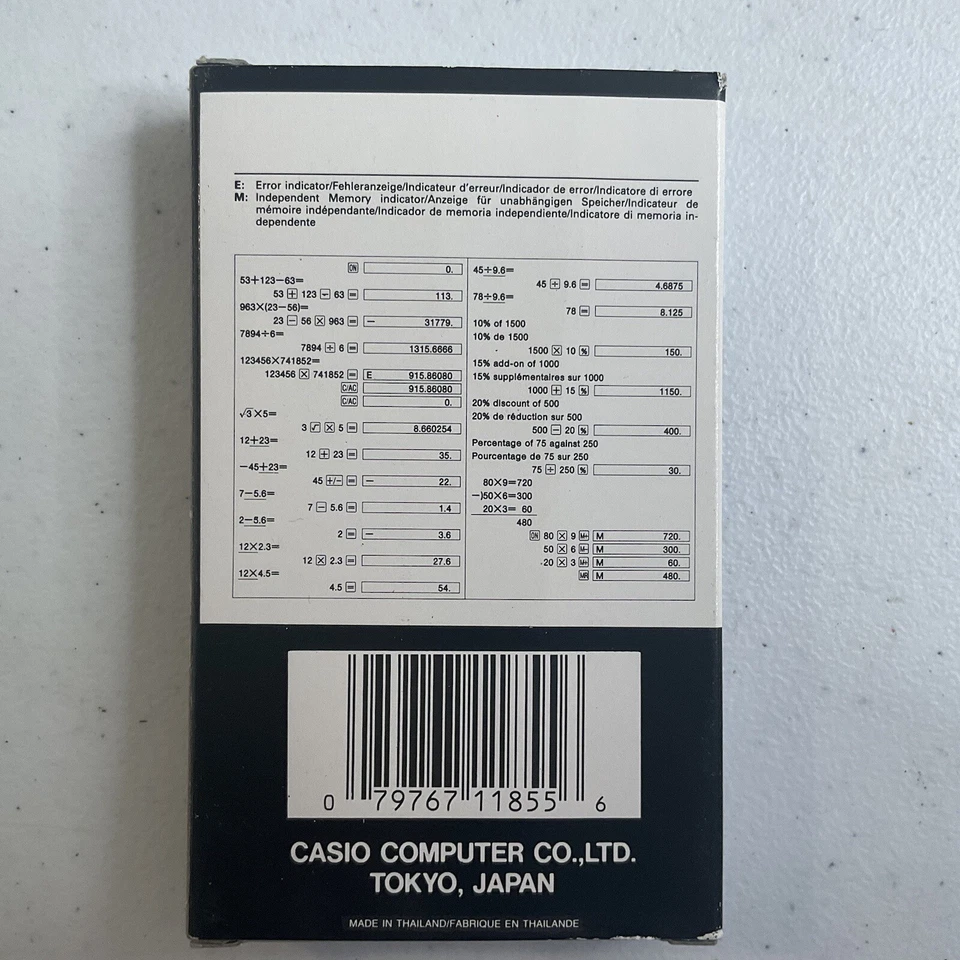 E: Error indicator/Fehleranzeige/Indicateur d'erreur/Indicador de error/Indicatore di errore
M: Independent Memory indicator/Anzeige für unabhängigen Speicher/Indicateur de
mémoire indépendante/Indicador de memoria independiente/Indicatore di memoria in-
dependente
ON 0.
53+123−63=
53 + 123 − 63 = 113.
963×(23−56)=
23 − 56 × 963 = − 31779.
7894÷6=
7894 ÷ 6 = 1315.6666
123456×741852=
123456 × 741852 = E 915.86080
C/AC 915.86080
C/AC 0.
√3×5=
3 √ × 5 = 8.660254
12+23=
12 + 23 = 35.
−45+23=
45 +/− = − 22.
7−5.6=
7 − 5.6 = 1.4
2−5.6=
2 = − 3.6
12×2.3=
12 × 2.3 = 27.6
12×4.5=
4.5 = 54.
45÷9.6=
45 ÷ 9.6 = 4.6875
78÷9.6=
78 = 8.125
10% of 1500
10% de 1500
1500 × 10 % 150.
15% add-on of 1000
15% supplémentaires sur 1000
1000 + 15 % 1150.
20% discount of 500
20% de réduction sur 500
500 − 20 % 400.
Percentage of 75 against 250
Pourcentage de 75 sur 250
75 ÷ 250 % 30.
80×9=720
−)50×6=300
20×3= 60
480
ON 80 × 9 M+ M 720.
50 × 6 M− M 300.
20 × 3 M+ M 60.
MR M 480.
0 79767 11855 6
CASIO COMPUTER CO.,LTD.
TOKYO, JAPAN
MADE IN THAILAND/FABRIQUE EN THAILANDE